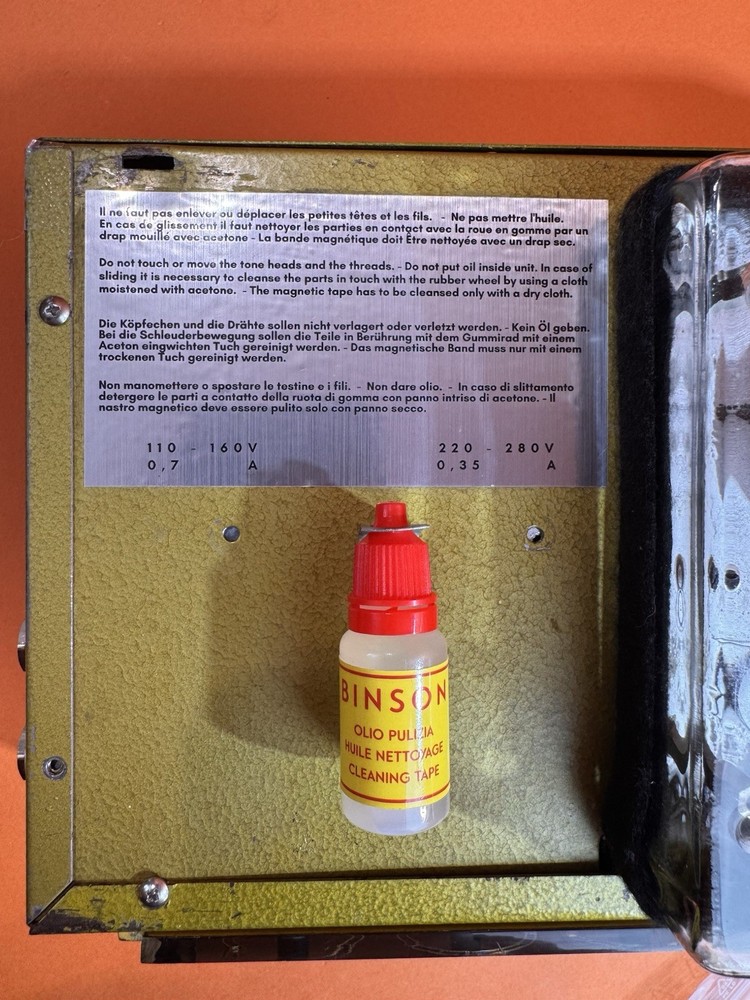 Il ne faut pas enlever ou déplacer les petites têtes et les fils. - Ne pas mettre l'huile.
En cas de glissement il faut nettoyer les parties en contact avec la roue en gomme par un
drap mouillé avec acetone - La bande magnétique doit Être nettoyée avec un drap sec.
Do not touch or move the tone heads and the threads. - Do not put oil inside unit. In case of
sliding it is necessary to cleanse the parts in touch with the rubber wheel by using a cloth
moistened with acetone. - The magnetic tape has to be cleansed only with a dry cloth.
Die Köpfechen und die Drähte sollen nicht verlagert oder verletzt werden. - Kein Öl geben.
Bei die Schleuderbewegung sollen die Teile in Berührung mit dem Gummirad mit einem
Aceton eingwichten Tuch gereinigt werden. - Das magnetische Band muss nur mit einem
trockenen Tuch gereinigt werden.
Non manomettere o spostare le testine e i fili. - Non dare olio. - In caso di slittamento
detergere le parti a contatto della ruota di gomma con panno intriso di acetone. - Il
nastro magnetico deve essere pulito solo con panno secco.
110 - 160V 220 - 280V
0,7 A 0,35 A
BINSON
OLIO PULIZIA
HUILE NETTOYAGE
CLEANING TAPE